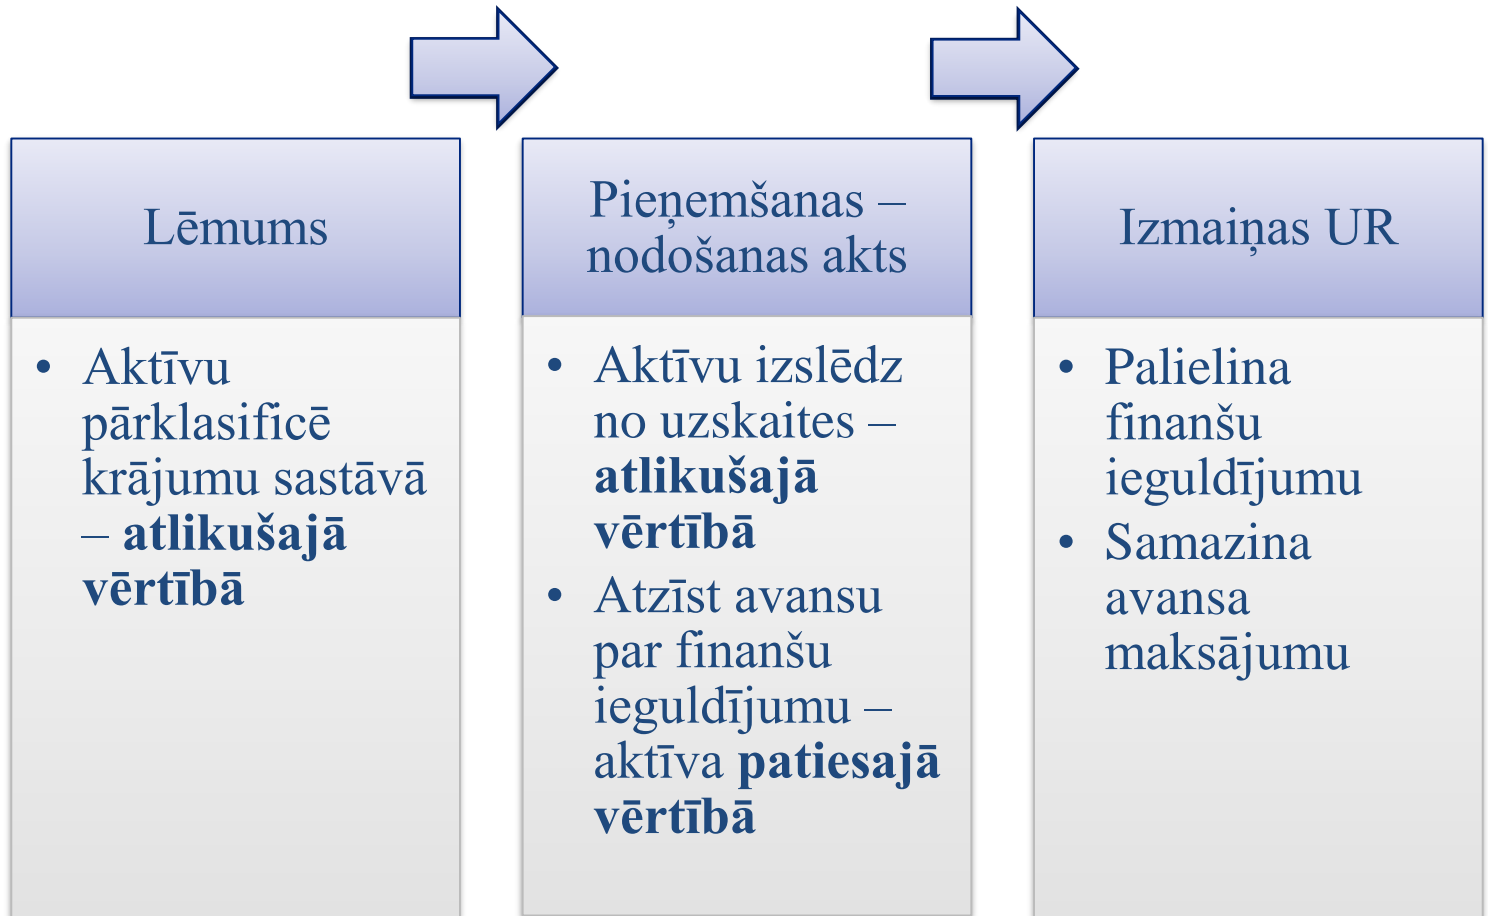 Lēmums
• Aktīvu
pārklasificē
krājumu sastāvā
– atlikušajā
vērtībā
Pieņemšanas –
nodošanas akts
• Aktīvu izslēdz
no uzskaites –
atlikušajā
vērtībā
• Atzīst avansu
par finanšu
ieguldījumu –
aktīva patiesajā
vērtībā
Izmaiņas UR
• Palielina
finanšu
ieguldījumu
• Samazina
avansa
maksājumu